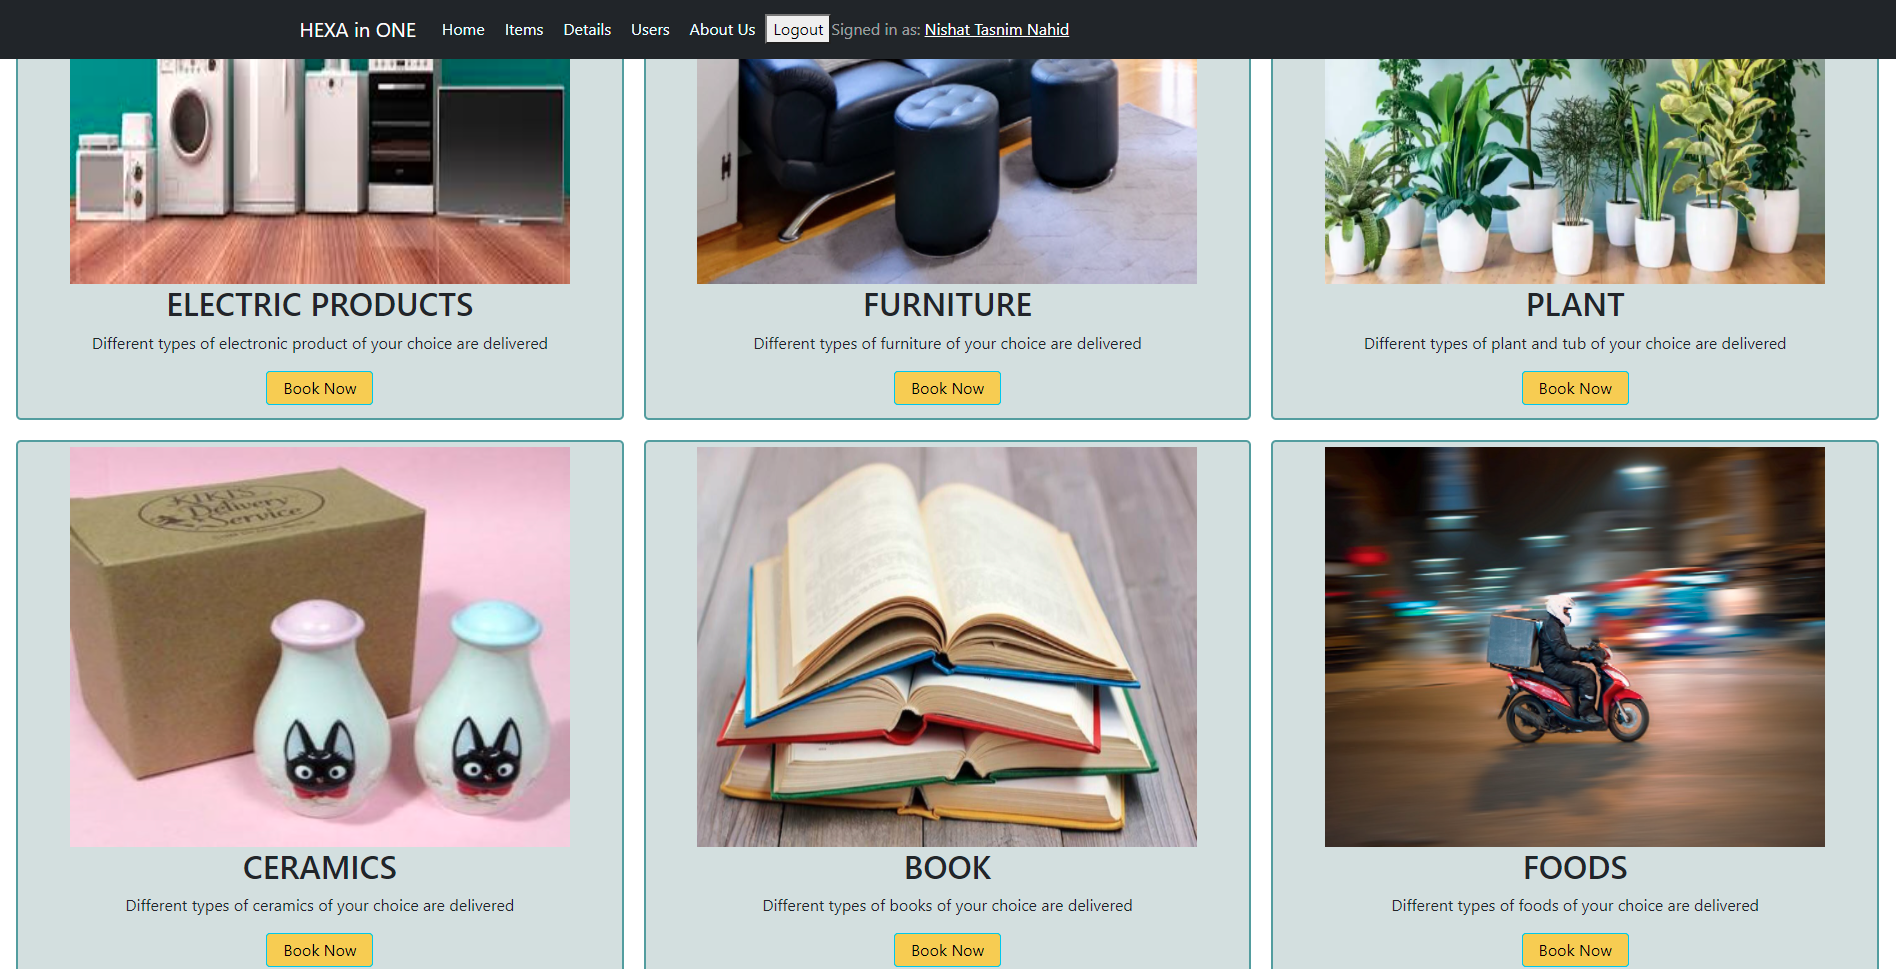 HEXA in ONE Home Items Details Users About Us Logout Signed in as: Nishat Tasnim Nahid
ELECTRIC PRODUCTS
Different types of electronic product of your choice are delivered
Book Now
FURNITURE
Different types of furniture of your choice are delivered
Book Now
PLANT
Different types of plant and tub of your choice are delivered
Book Now
KIKI'S
Delivery
Service
CERAMICS
Different types of ceramics of your choice are delivered
Book Now
BOOK
Different types of books of your choice are delivered
Book Now
FOODS
Different types of foods of your choice are delivered
Book Now